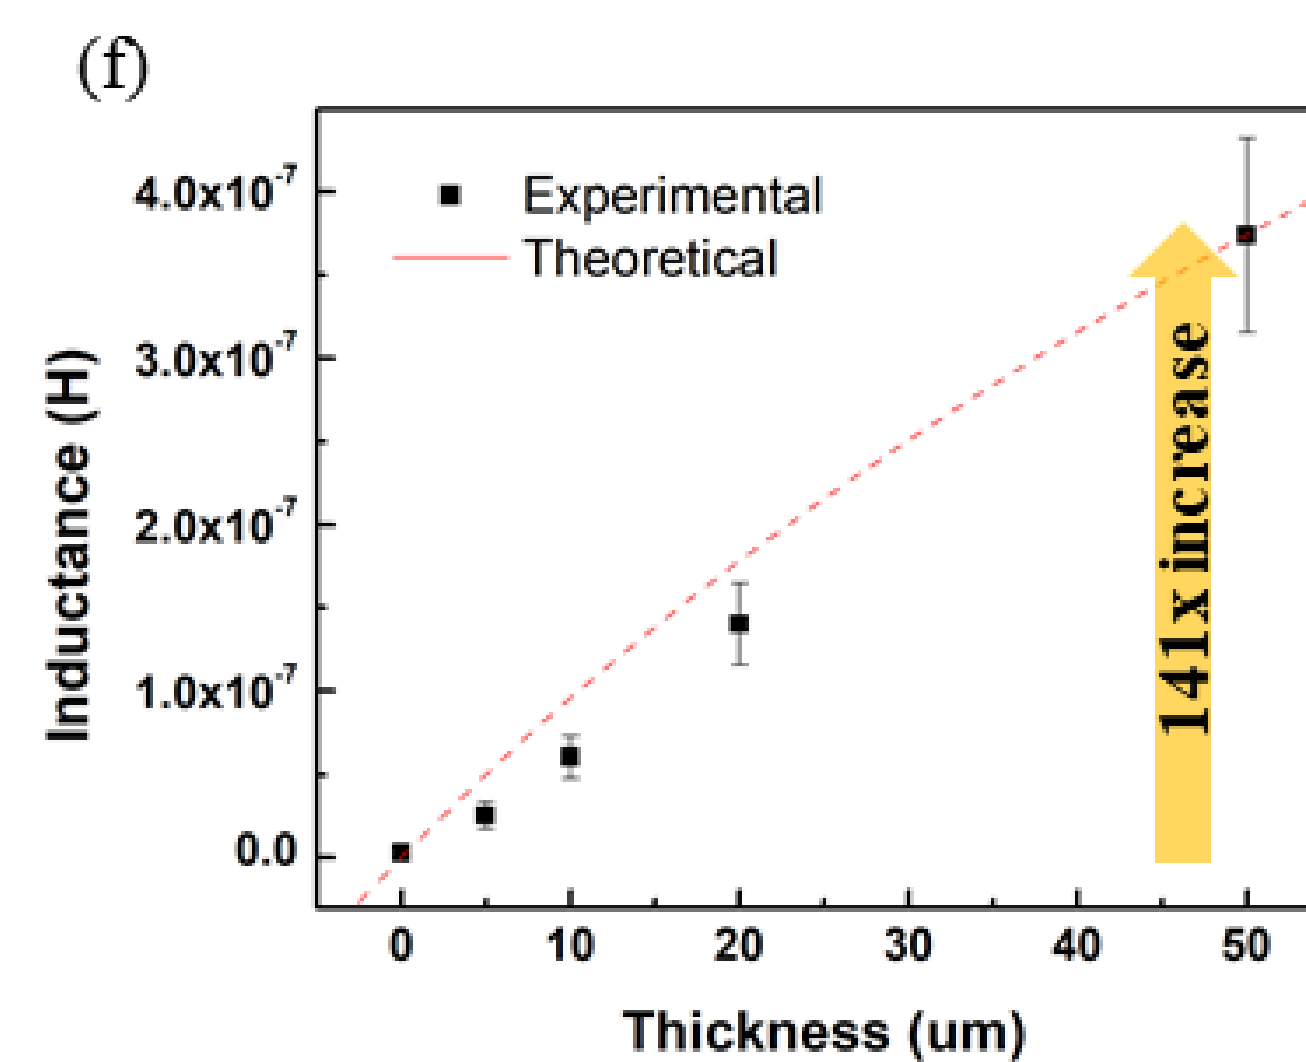 (f)
4.0x10⁻⁷
3.0x10⁻⁷
2.0x10⁻⁷
1.0x10⁻⁷
0.0
Inductance (H)
Experimental
Theoretical
141x increase
0 10 20 30 40 50
Thickness (um)